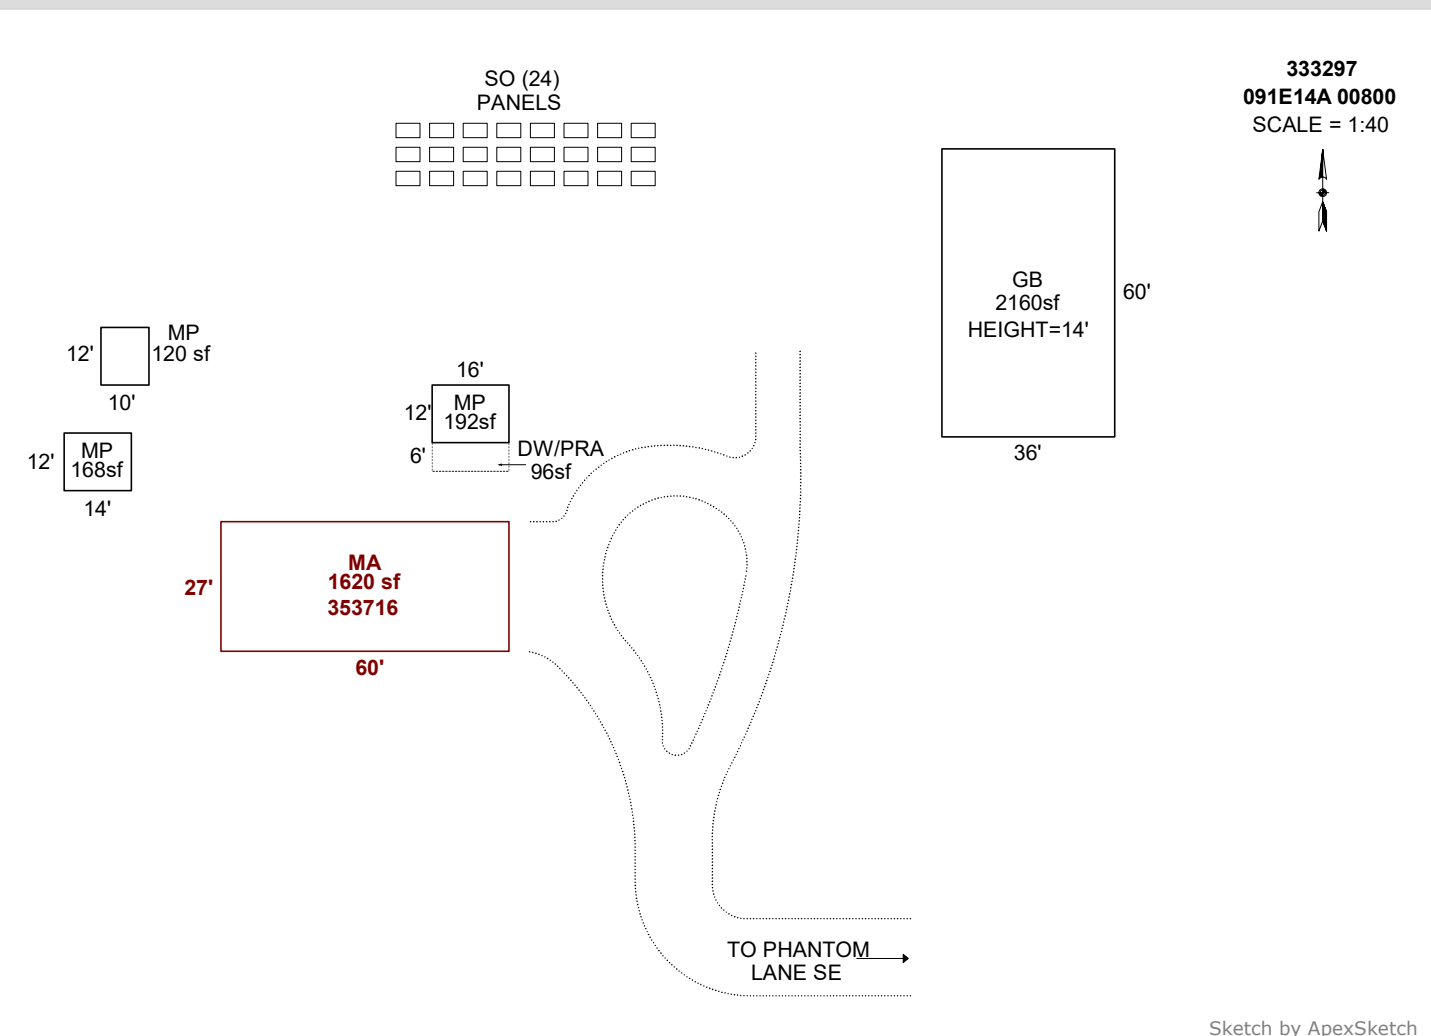 SO (24)
PANELS
333297
091E14A 00800
SCALE = 1:40
GB
2160sf
HEIGHT=14'
60'
36'
MP
120 sf
12'
10'
16'
MP
192sf
12'
6'
DW/PRA
96sf
MP
168sf
12'
14'
MA
1620 sf
353716
27'
60'
TO PHANTOM
LANE SE
Sketch by ApexSketch